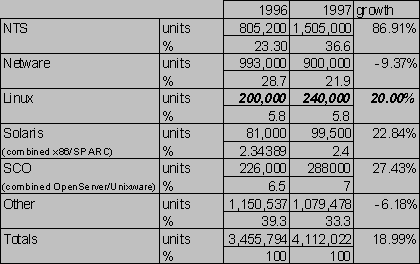 1996 1997 growth
NTS units 805,200 1,505,000 86.91%
% 23.30 36.6
Netware units 993,000 900,000 -9.37%
% 28.7 21.9
Linux units 200,000 240,000 20.00%
% 5.8 5.8
Solaris units 81,000 99,500 22.84%
(combined x86/SPARC) % 2.34389 2.4
SCO units 226,000 288000 27.43%
(combined OpenServer/Unixware) % 6.5 7
Other units 1,150,537 1,079,478 -6.18%
% 39.3 33.3
Totals units 3,455,794 4,112,022 18.99%
% 100 100